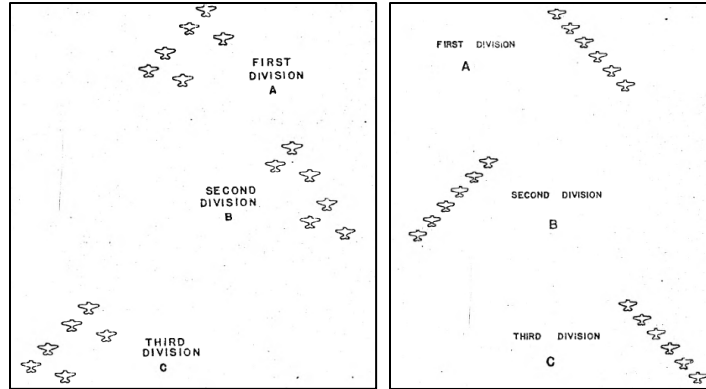 FIRST
DIVISION
A
SECOND
DIVISION
B
THIRD
DIVISION
C
FIRST DIVISION
A
SECOND DIVISION
B
THIRD DIVISION
C